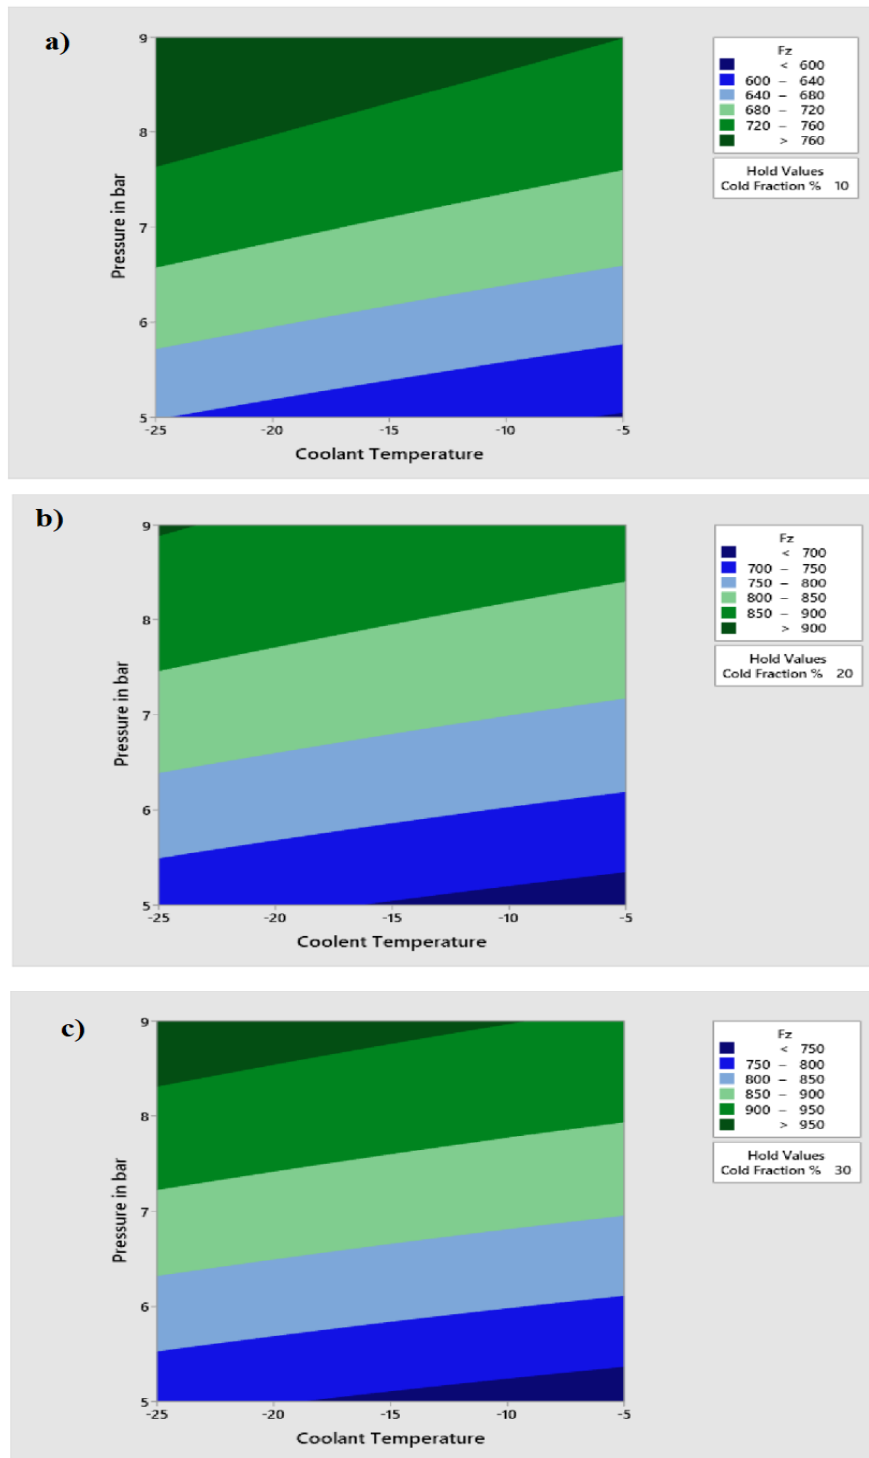 a)
9
8
7
6
5
Pressure in bar
-25 -20 -15 -10 -5
Coolant Temperature
Fz
< 600
600 – 640
640 – 680
680 – 720
720 – 760
> 760
Hold Values
Cold Fraction % 10
b)
9
8
7
6
5
Pressure in bar
-25 -20 -15 -10 -5
Coolent Temperature
Fz
< 700
700 – 750
750 – 800
800 – 850
850 – 900
> 900
Hold Values
Cold Fraction % 20
c)
9
8
7
6
5
Pressure in bar
-25 -20 -15 -10 -5
Coolant Temperature
Fz
< 750
750 – 800
800 – 850
850 – 900
900 – 950
> 950
Hold Values
Cold Fraction % 30